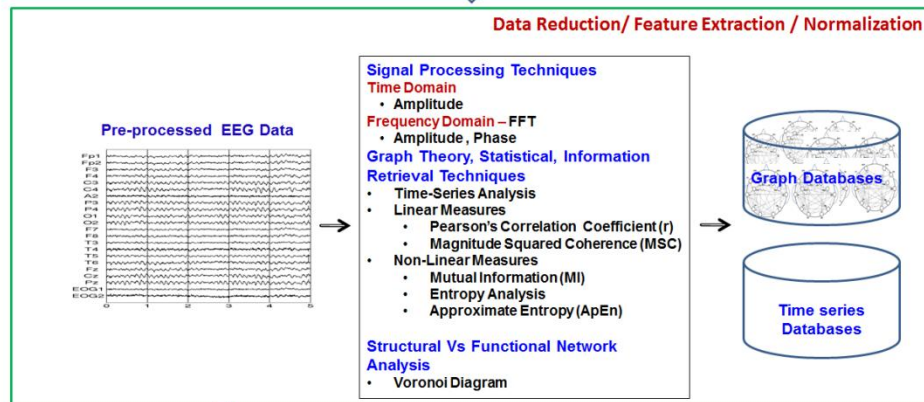 Data Reduction/ Feature Extraction / Normalization
Pre-processed EEG Data
Fp1
Fp2
F3
F4
C3
C4
A2
P3
P4
O1
O2
F7
F8
T3
T4
T5
T6
Fz
Cz
Pz
EOG1
EOG2
0 1 2 3 4 5
Signal Processing Techniques
Time Domain
• Amplitude
Frequency Domain – FFT
• Amplitude , Phase
Graph Theory, Statistical, Information
Retrieval Techniques
• Time-Series Analysis
• Linear Measures
• Pearson's Correlation Coefficient (r)
• Magnitude Squared Coherence (MSC)
• Non-Linear Measures
• Mutual Information (MI)
• Entropy Analysis
• Approximate Entropy (ApEn)
Structural Vs Functional Network
Analysis
• Voronoi Diagram
Graph Databases
Time series
Databases